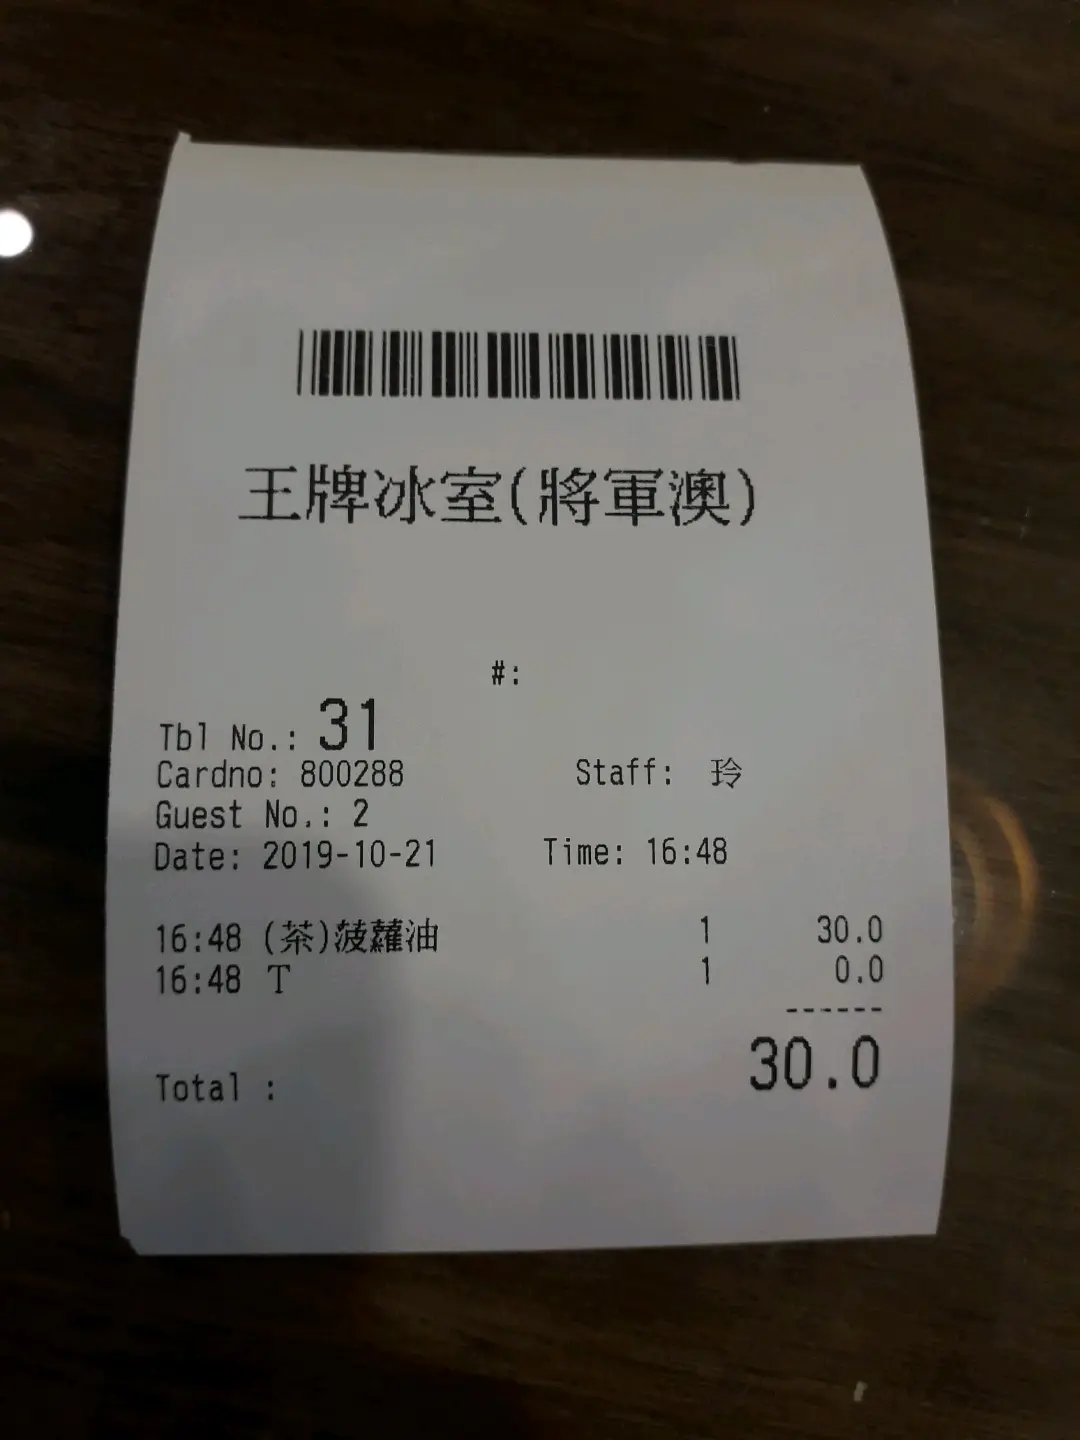 王牌冰室(將軍澳)
#:
Tbl No.: 31
Cardno: 800288 Staff: 玲
Guest No.: 2
Date: 2019-10-21 Time: 16:48
16:48 (茶)菠蘿油 1 30.0
16:48 T 1 0.0
------
Total : 30.0